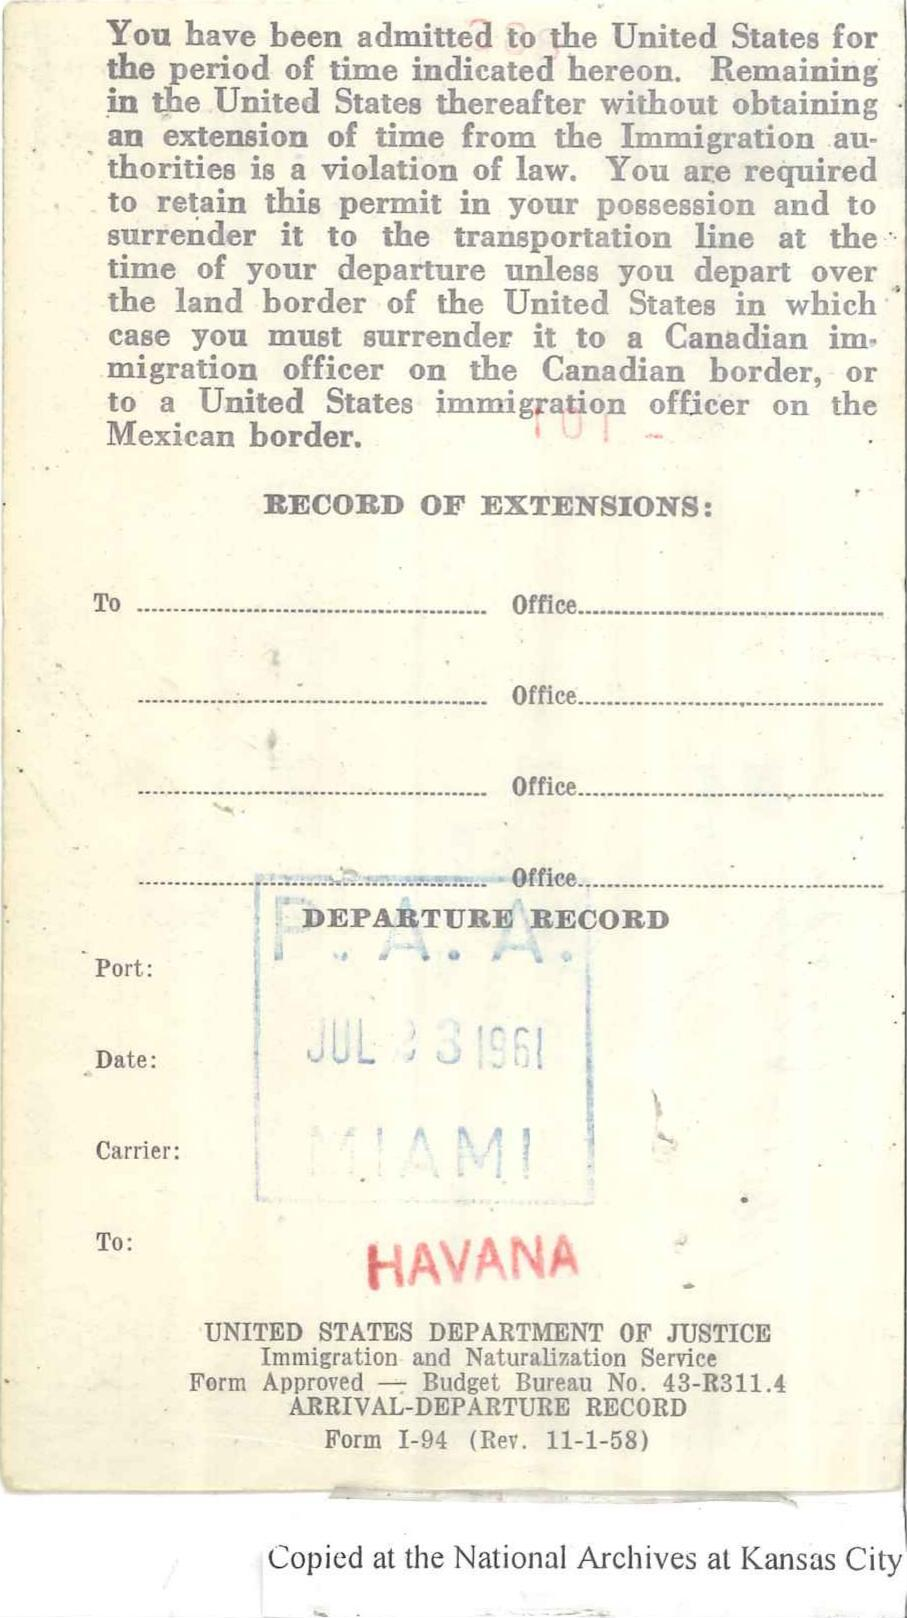 You have been admitted to the United States for
the period of time indicated hereon. Remaining
in the United States thereafter without obtaining
an extension of time from the Immigration au-
thorities is a violation of law. You are required
to retain this permit in your possession and to
surrender it to the transportation line at the
time of your departure unless you depart over
the land border of the United States in which
case you must surrender it to a Canadian im-
migration officer on the Canadian border, or
to a United States immigration officer on the
Mexican border.
RECORD OF EXTENSIONS:
To Office
Office
Office
Office
DEPARTURE RECORD
P. A. A.
Port:
JUL 23 1961
Date:
MIAMI
Carrier:
To: HAVANA
UNITED STATES DEPARTMENT OF JUSTICE
Immigration and Naturalization Service
Form Approved — Budget Bureau No. 43-R311.4
ARRIVAL-DEPARTURE RECORD
Form I-94 (Rev. 11-1-58)
Copied at the National Archives at Kansas City